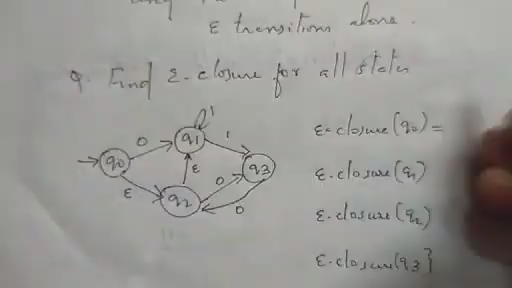 ε transitions alone.
Q. Find ε-closure for all states
q0
0
q1
1
1
q3
ε
q2
ε
0
0
ε-closure(q0) =
ε.closure(q1)
ε.closure(q2)
ε.closure(q3}